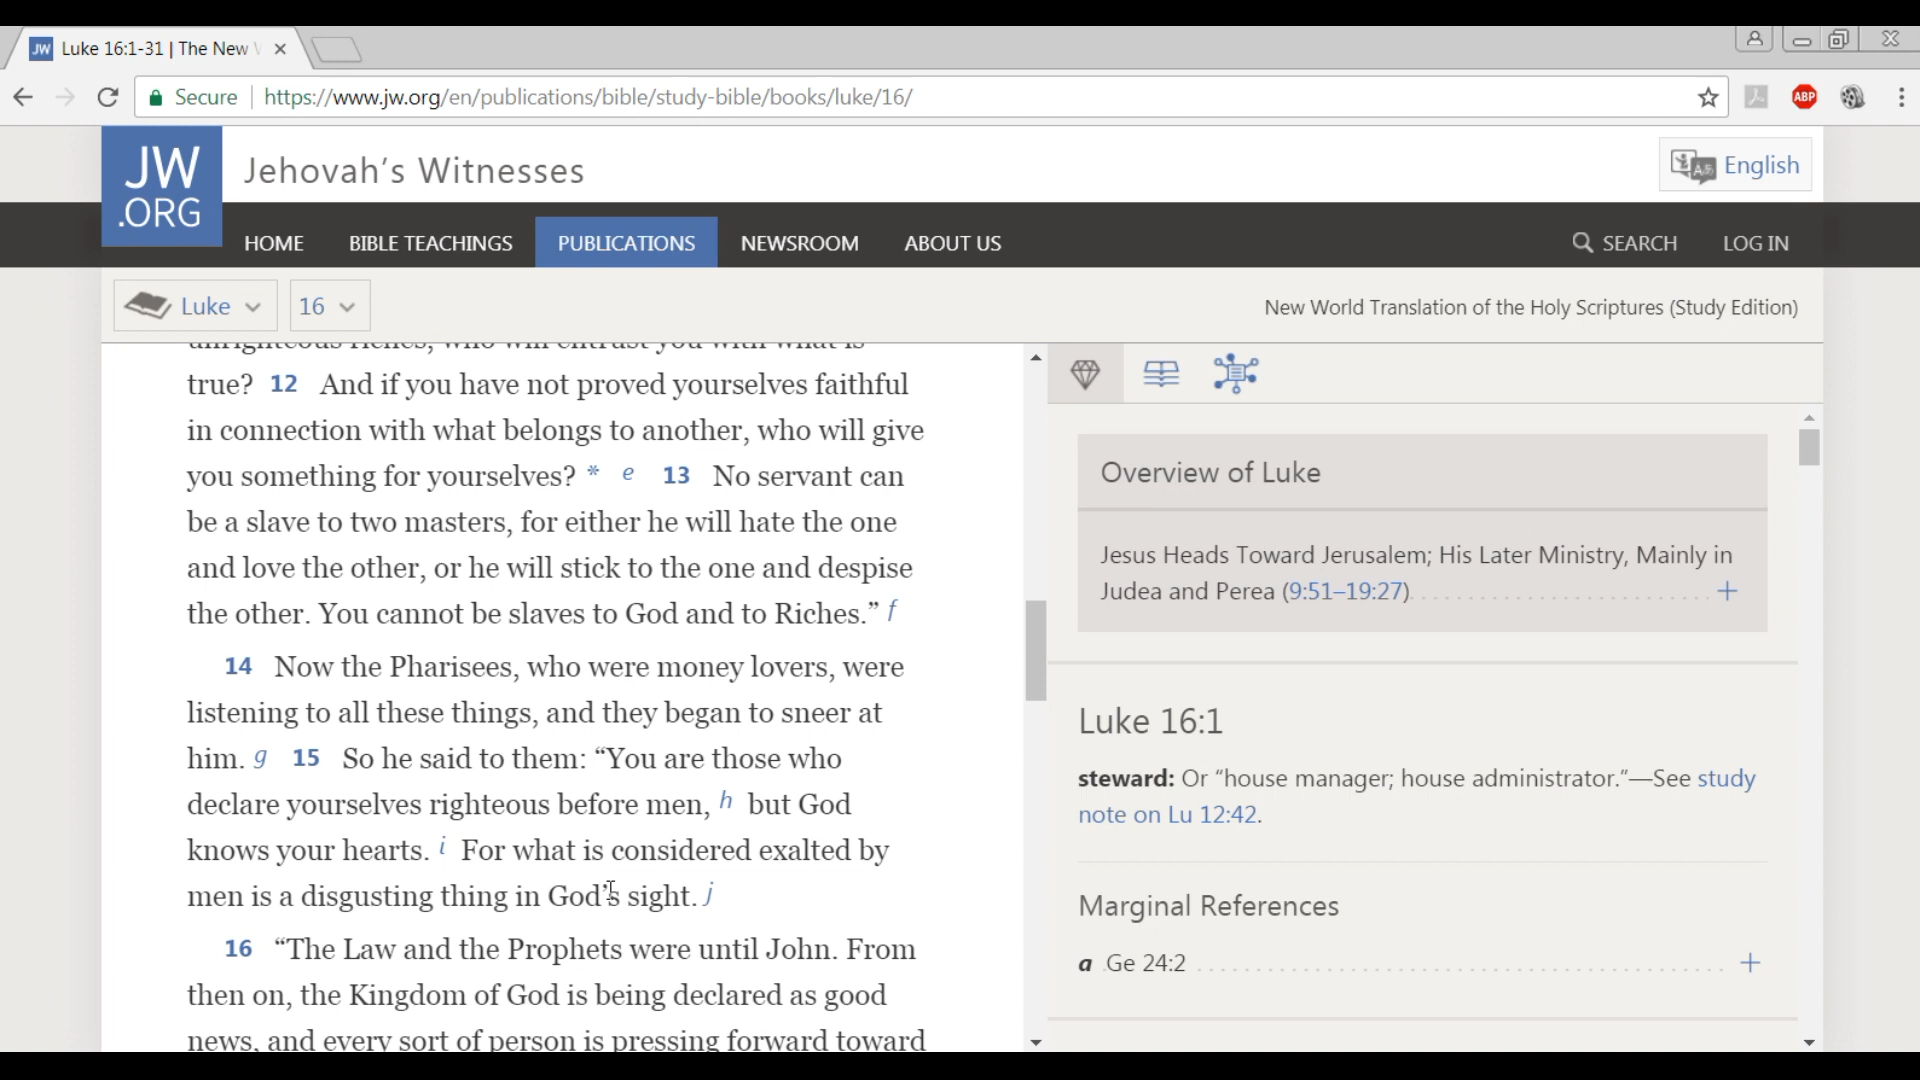 JW Luke 16:1-31 | The New
Secure https://www.jw.org/en/publications/bible/study-bible/books/luke/16/
ABP
JW
.ORG
Jehovah's Witnesses
English
HOME BIBLE TEACHINGS PUBLICATIONS NEWSROOM ABOUT US SEARCH LOG IN
Luke 16 New World Translation of the Holy Scriptures (Study Edition)
unrighteous riches, who will entrust you with what is
true? 12 And if you have not proved yourselves faithful
in connection with what belongs to another, who will give
you something for yourselves? * e 13 No servant can
be a slave to two masters, for either he will hate the one
and love the other, or he will stick to the one and despise
the other. You cannot be slaves to God and to Riches.” f
14 Now the Pharisees, who were money lovers, were
listening to all these things, and they began to sneer at
him. g 15 So he said to them: “You are those who
declare yourselves righteous before men, h but God
knows your hearts. i For what is considered exalted by
men is a disgusting thing in God’s sight. j
16 “The Law and the Prophets were until John. From
then on, the Kingdom of God is being declared as good
news, and every sort of person is pressing forward toward
Overview of Luke
Jesus Heads Toward Jerusalem; His Later Ministry, Mainly in
Judea and Perea (9:51–19:27) +
Luke 16:1
steward: Or “house manager; house administrator.”—See study
note on Lu 12:42.
Marginal References
a Ge 24:2 +